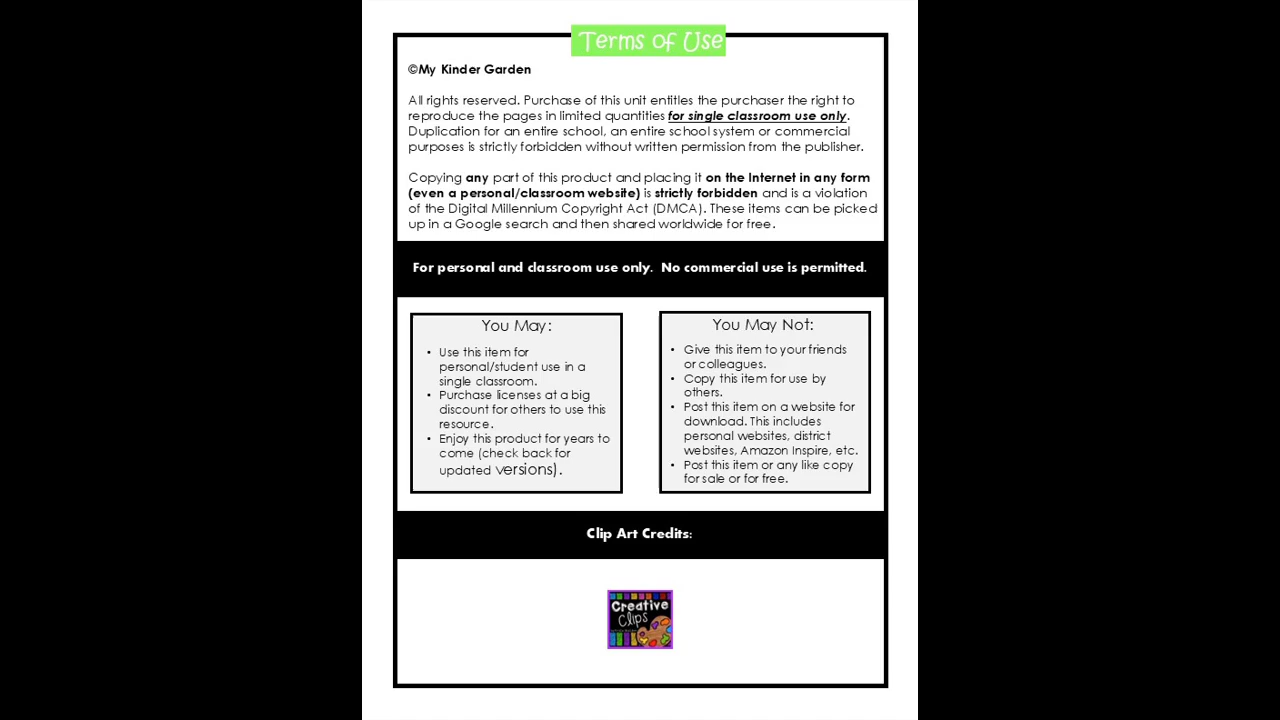 Terms of Use
©My Kinder Garden
All rights reserved. Purchase of this unit entitles the purchaser the right to
reproduce the pages in limited quantities for single classroom use only.
Duplication for an entire school, an entire school system or commercial
purposes is strictly forbidden without written permission from the publisher.
Copying any part of this product and placing it on the Internet in any form
(even a personal/classroom website) is strictly forbidden and is a violation
of the Digital Millennium Copyright Act (DMCA). These items can be picked
up in a Google search and then shared worldwide for free.
For personal and classroom use only. No commercial use is permitted.
You May:
• Use this item for
personal/student use in a
single classroom.
• Purchase licenses at a big
discount for others to use this
resource.
• Enjoy this product for years to
come (check back for
updated versions).
You May Not:
• Give this item to your friends
or colleagues.
• Copy this item for use by
others.
• Post this item on a website for
download. This includes
personal websites, district
websites, Amazon Inspire, etc.
• Post this item or any like copy
for sale or for free.
Clip Art Credits:
Creative
Clips